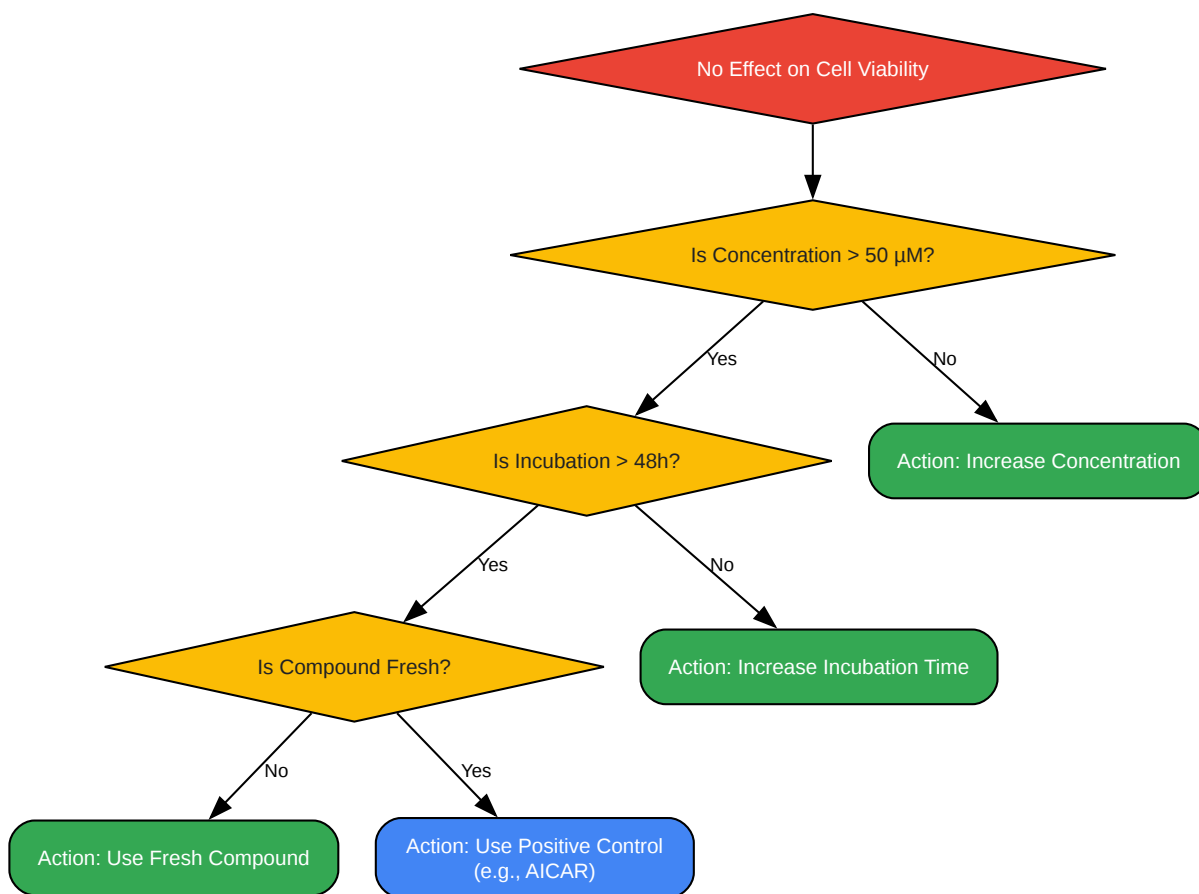 No Effect on Cell Viability
Is Concentration > 50 µM?
Yes
No
Is Incubation > 48h?
Action: Increase Concentration
Yes
No
Is Compound Fresh?
Action: Increase Incubation Time
No
Yes
Action: Use Fresh Compound
Action: Use Positive Control
(e.g., AICAR)